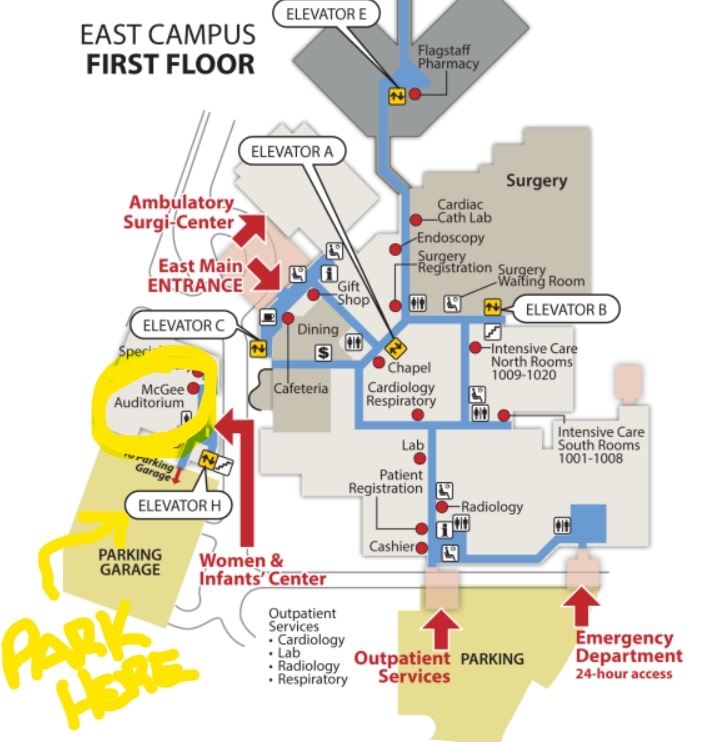 EAST CAMPUS
FIRST FLOOR
ELEVATOR E
Flagstaff
Pharmacy
ELEVATOR A
Surgery
Ambulatory
Surgi-Center
Cardiac
Cath Lab
Endoscopy
East Main
ENTRANCE
Surgery
Registration
Surgery
Waiting Room
Gift
Shop
ELEVATOR B
ELEVATOR C
Dining
$
Intensive Care
North Rooms
1009-1020
Chapel
McGee
Auditorium
Cafeteria
Cardiology
Respiratory
Intensive Care
South Rooms
1001-1008
Lab
to Parking
Garage
Patient
Registration
ELEVATOR H
Radiology
Cashier
PARKING
GARAGE
Women &
Infants' Center
PARK
HERE
Outpatient
Services
• Cardiology
• Lab
• Radiology
• Respiratory
Outpatient
Services
PARKING
Emergency
Department
24-hour access